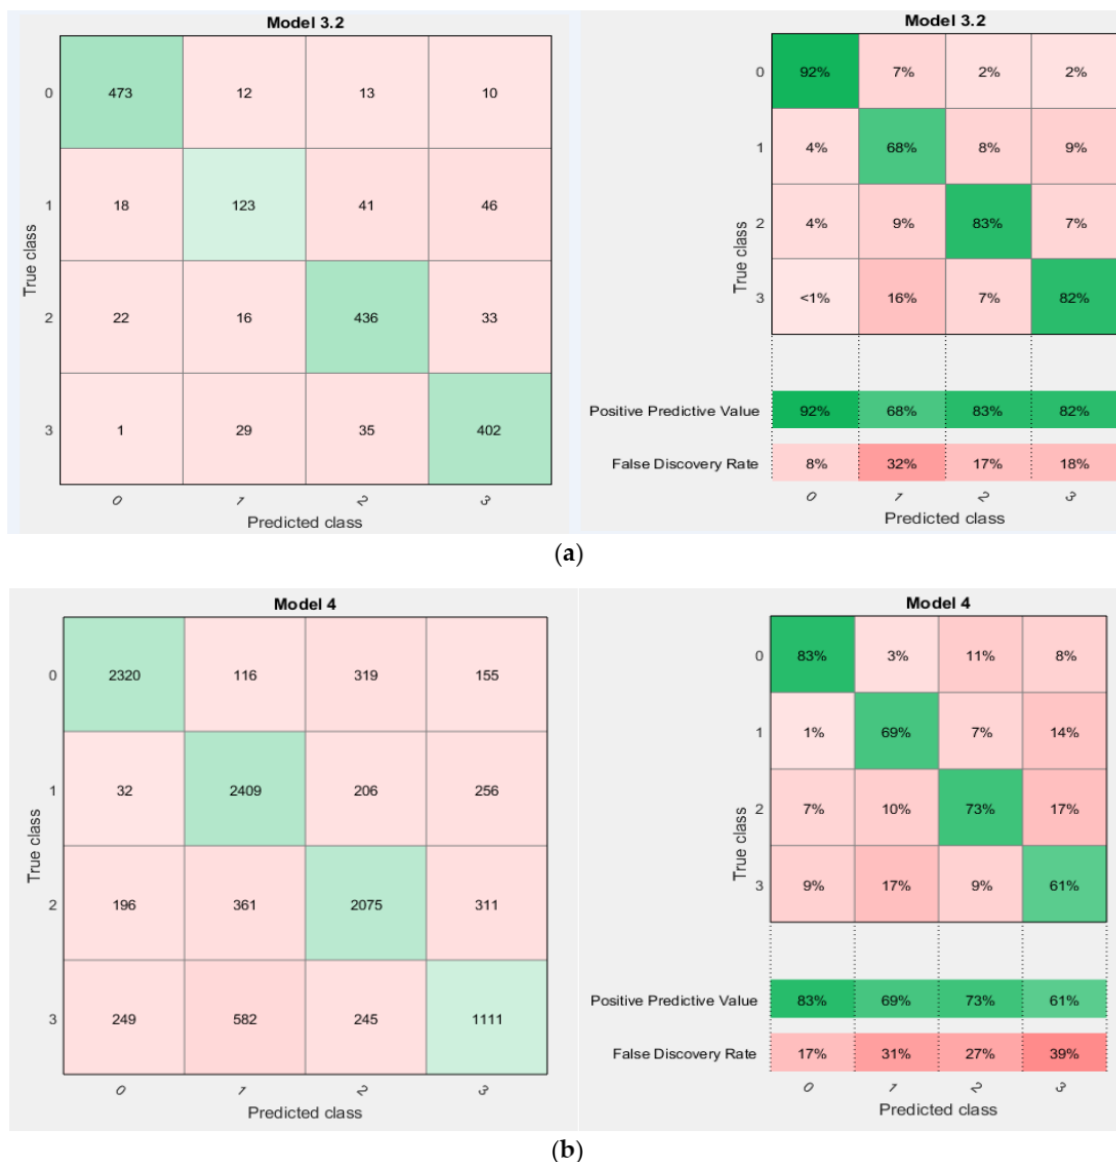 Model 3.2
0 473 12 13 10
1 18 123 41 46
2 22 16 436 33
3 1 29 35 402
True class
0 1 2 3
Predicted class
Model 3.2
0 92% 7% 2% 2%
1 4% 68% 8% 9%
2 4% 9% 83% 7%
3 <1% 16% 7% 82%
True class
Positive Predictive Value 92% 68% 83% 82%
False Discovery Rate 8% 32% 17% 18%
0 1 2 3
Predicted class
(a)
Model 4
0 2320 116 319 155
1 32 2409 206 256
2 196 361 2075 311
3 249 582 245 1111
True class
0 1 2 3
Predicted class
Model 4
0 83% 3% 11% 8%
1 1% 69% 7% 14%
2 7% 10% 73% 17%
3 9% 17% 9% 61%
True class
Positive Predictive Value 83% 69% 73% 61%
False Discovery Rate 17% 31% 27% 39%
0 1 2 3
Predicted class
(b)